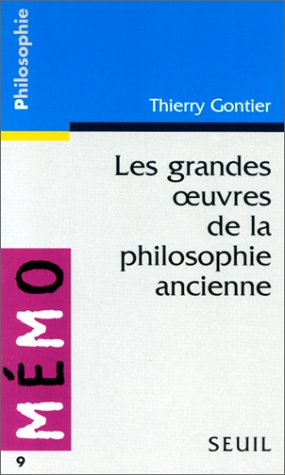 Philosophie
Thierry Gontier
Les grandes
œuvres
de la
philosophie
ancienne
MÉMO
9
SEUIL